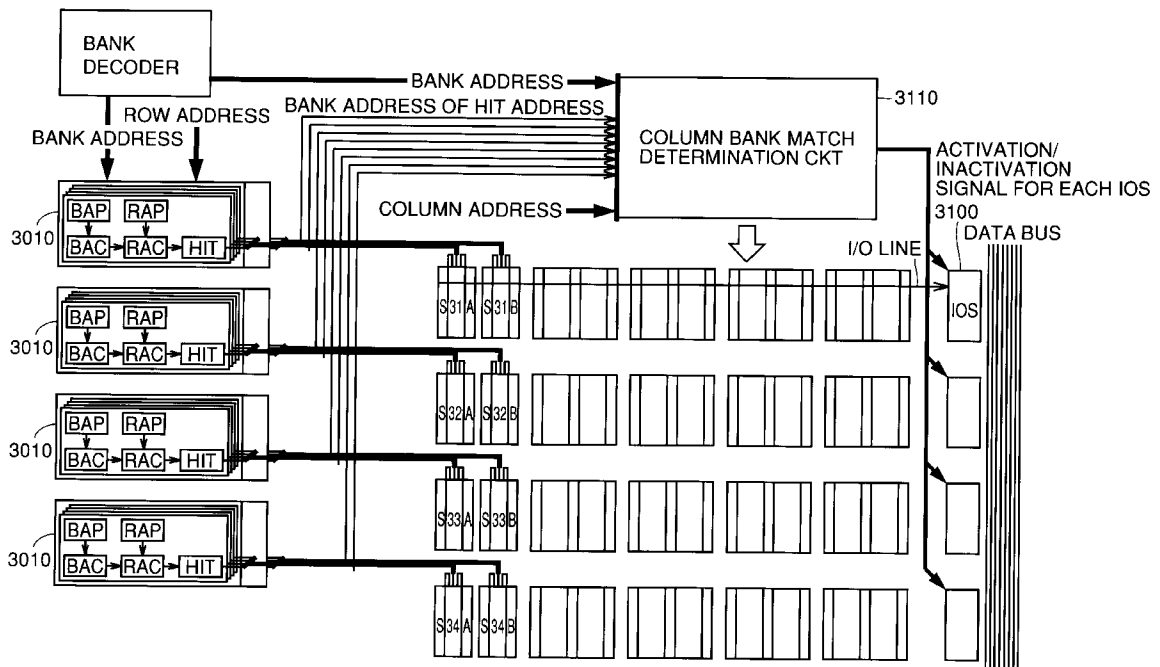 BANK
DECODER
BANK ADDRESS
BANK ADDRESS OF HIT ADDRESS
ROW ADDRESS
BANK ADDRESS
COLUMN BANK MATCH
DETERMINATION CKT
3110
COLUMN ADDRESS
ACTIVATION/
INACTIVATION
SIGNAL FOR EACH IOS
3100
DATA BUS
I/O LINE
IOS
3010
BAP RAP
BAC RAC HIT
S31A S31B
3010
BAP RAP
BAC RAC HIT
S32A S32B
3010
BAP RAP
BAC RAC HIT
S33A S33B
3010
BAP RAP
BAC RAC HIT
S34A S34B